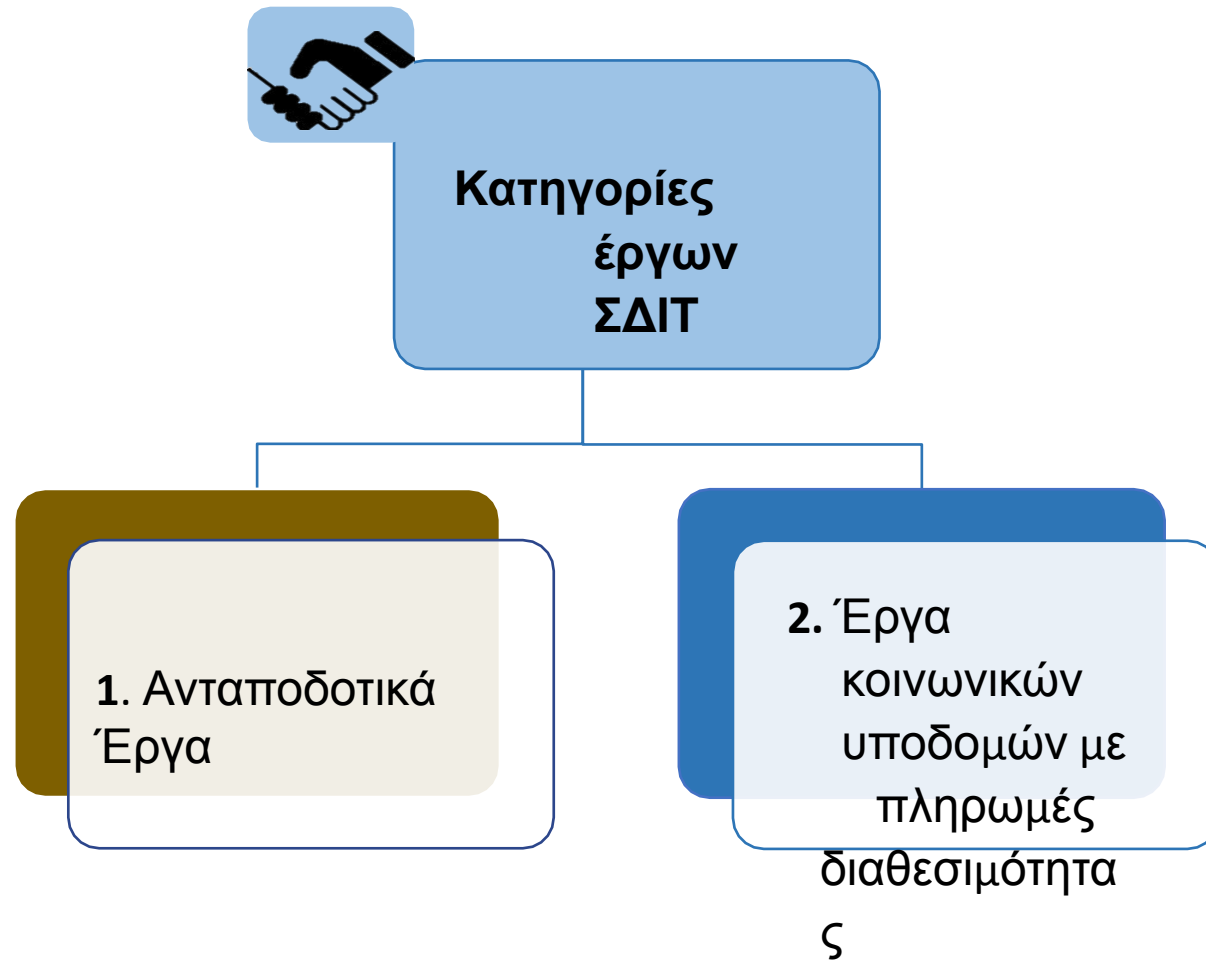 Κατηγορίες
έργων
ΣΔΙΤ
1. Ανταποδοτικά
Έργα
2. Έργα
κοινωνικών
υποδομών με
πληρωμές
διαθεσιμότητα
ς